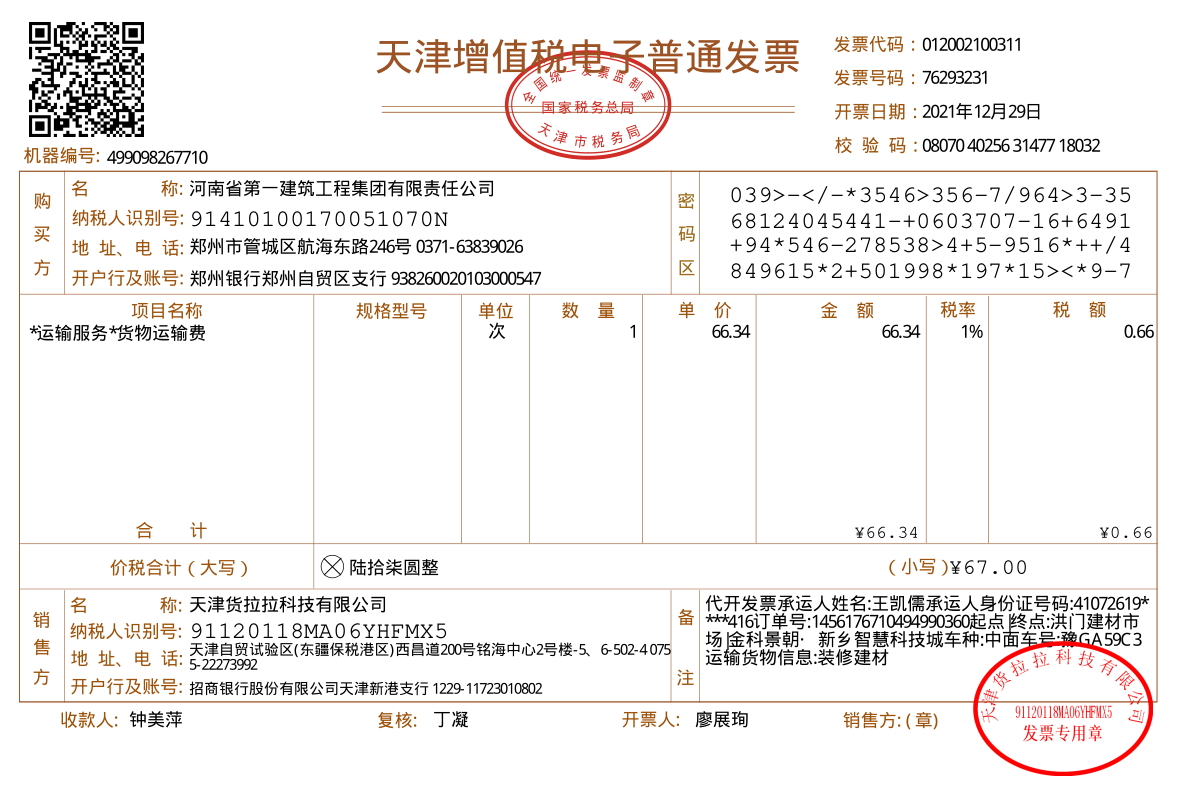 天津增值税电子普通发票
全国统一发票监制章
国家税务总局
天津市税务局
发票代码：012002100311
发票号码：76293231
开票日期：2021年12月29日
校 验 码：08070 40256 31477 18032
机器编号: 499098267710
购买方
名 称: 河南省第一建筑工程集团有限责任公司
纳税人识别号: 91410100170051070N
地 址、电 话: 郑州市管城区航海东路246号 0371-63839026
开户行及账号: 郑州银行郑州自贸区支行 938260020103000547
密码区
039>-</-*3546>356-7/964>3-35
68124045441-+0603707-16+6491
+94*546-278538>4+5-9516*++/4
849615*2+501998*197*15><*9-7
项目名称 规格型号 单位 数 量 单 价 金 额 税率 税 额
*运输服务*货物运输费 次 1 66.34 66.34 1% 0.66
合 计 ¥66.34 ¥0.66
价税合计（大写） 陆拾柒圆整 （小写）¥67.00
销售方
名 称: 天津货拉拉科技有限公司
纳税人识别号: 91120118MA06YHFMX5
地 址、电 话: 天津自贸试验区(东疆保税港区)西昌道200号铭海中心2号楼-5、6-502-4 075
5-22273992
开户行及账号: 招商银行股份有限公司天津新港支行 1229-11723010802
备注
代开发票承运人姓名:王凯儒承运人身份证号码:41072619*
***416订单号:1456176710494990360起点|终点:洪门建材市
场|金科景朝· 新乡智慧科技城车种:中面车号:豫GA59C3
运输货物信息:装修建材
收款人: 钟美萍 复核: 丁凝 开票人: 廖展珣 销售方: ( 章)
天津货拉拉科技有限公司
91120118MA06YHFMX5
发票专用章